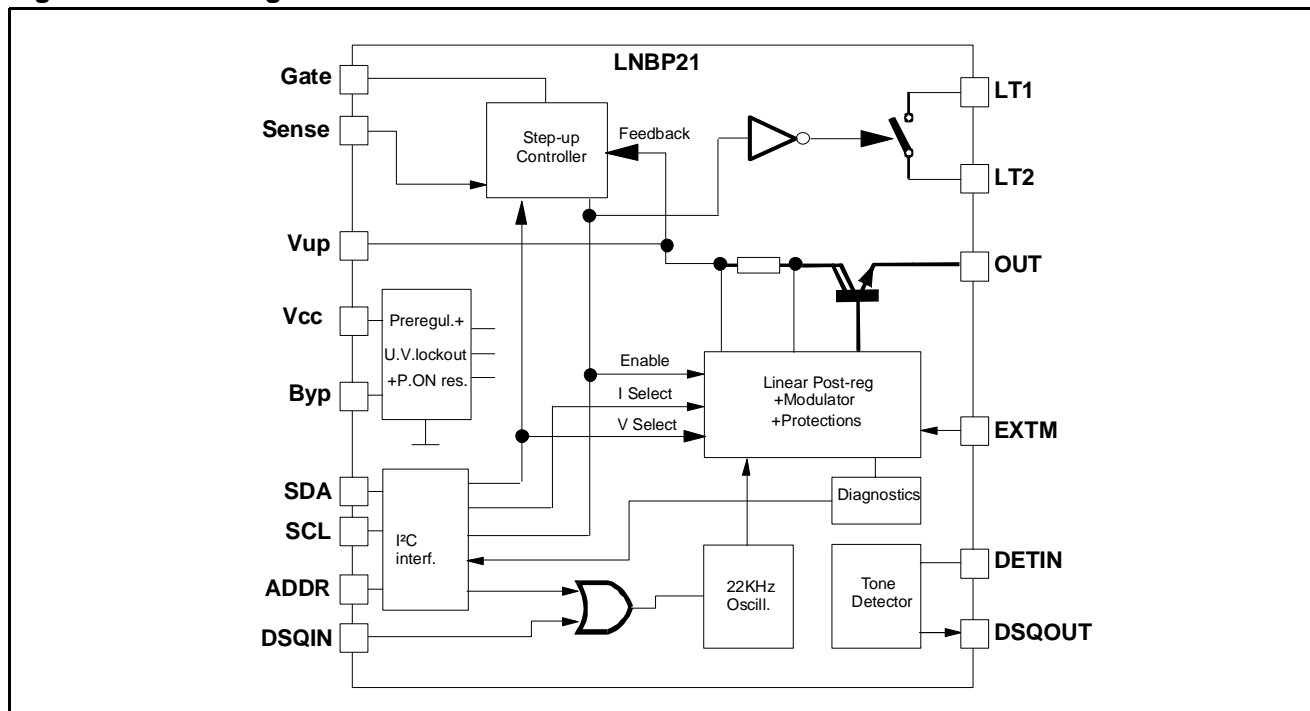 LNBP21
Gate
Sense
Vup
Vcc
Byp
SDA
SCL
ADDR
DSQIN
Step-up
Controller
Feedback
Preregul.+
U.V.lockout
+P.ON res.
Enable
I Select
V Select
Linear Post-reg
+Modulator
+Protections
Diagnostics
I²C
interf.
22KHz
Oscill.
Tone
Detector
LT1
LT2
OUT
EXTM
DETIN
DSQOUT